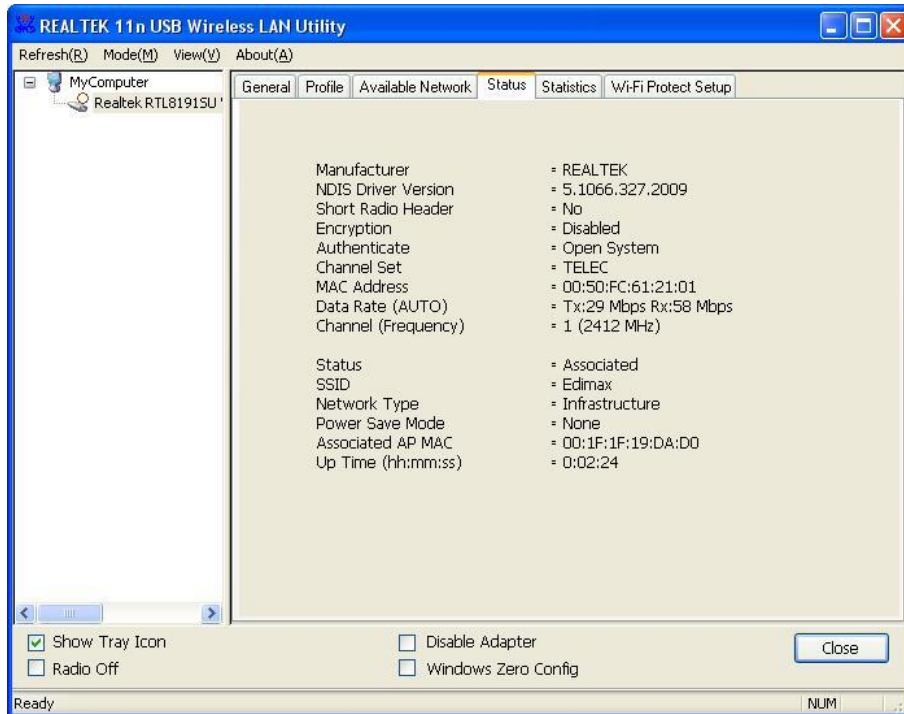 REALTEK 11n USB Wireless LAN Utility
Refresh(R) Mode(M) View(V) About(A)
MyComputer
Realtek RTL8191SU '
General Profile Available Network Status Statistics Wi-Fi Protect Setup
Manufacturer = REALTEK
NDIS Driver Version = 5.1066.327.2009
Short Radio Header = No
Encryption = Disabled
Authenticate = Open System
Channel Set = TELEC
MAC Address = 00:50:FC:61:21:01
Data Rate (AUTO) = Tx:29 Mbps Rx:58 Mbps
Channel (Frequency) = 1 (2412 MHz)
Status = Associated
SSID = Edimax
Network Type = Infrastructure
Power Save Mode = None
Associated AP MAC = 00:1F:1F:19:DA:D0
Up Time (hh:mm:ss) = 0:02:24
Show Tray Icon Disable Adapter Close
Radio Off Windows Zero Config
Ready NUM